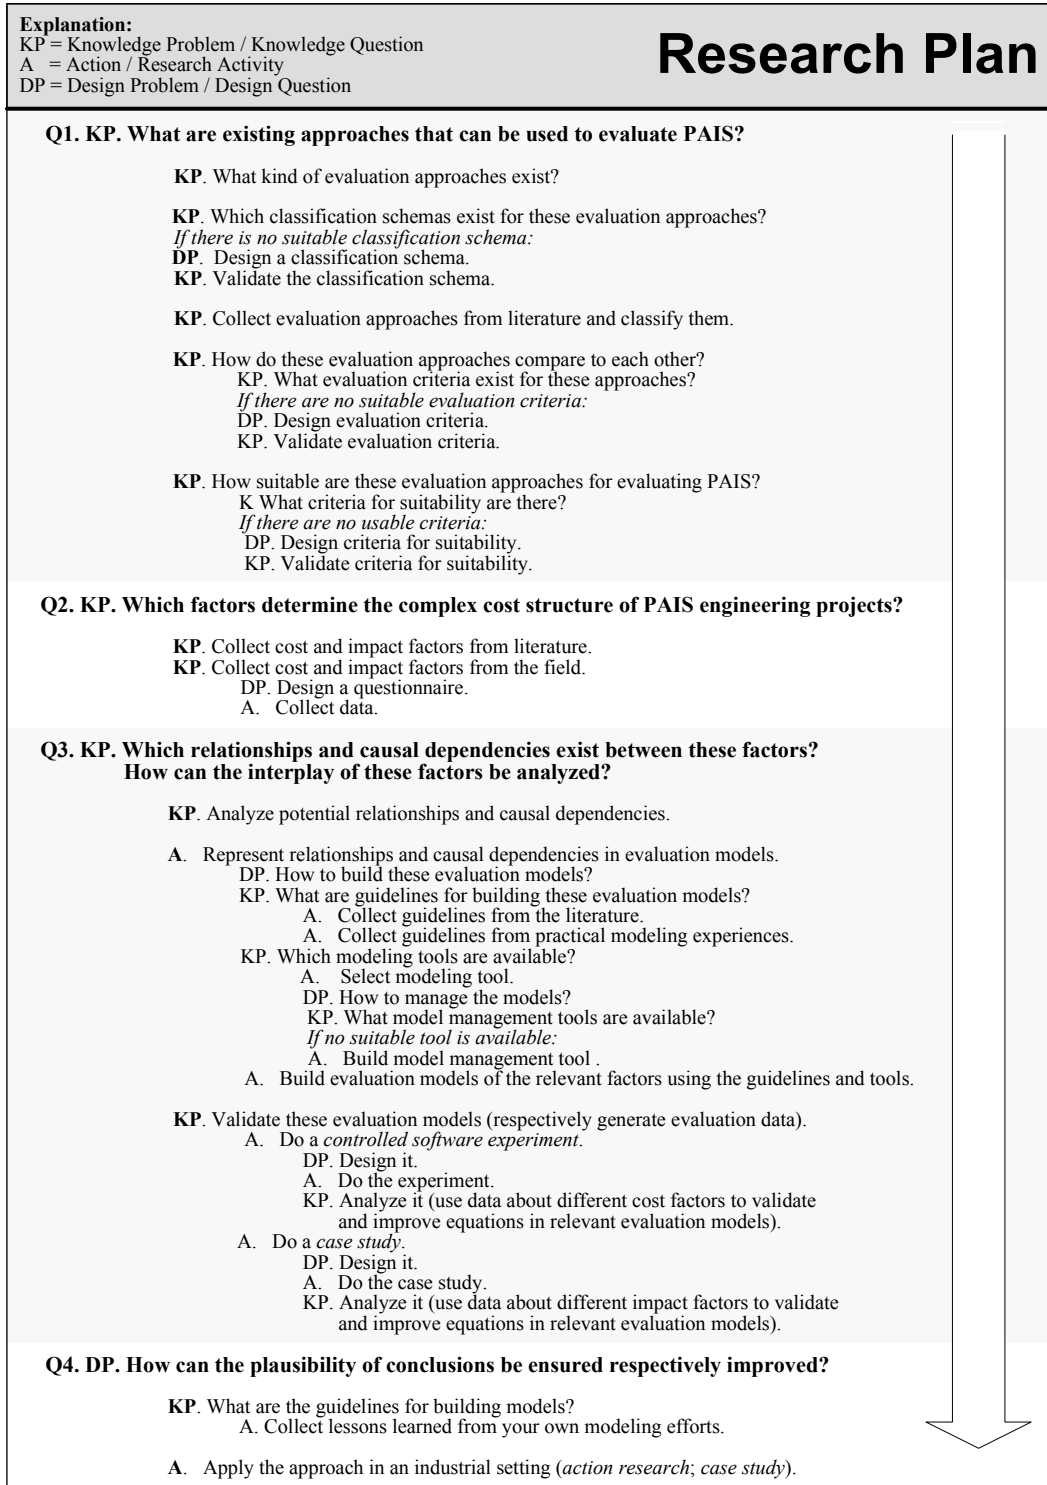 Explanation:
KP = Knowledge Problem / Knowledge Question
A = Action / Research Activity
DP = Design Problem / Design Question
Research Plan
Q1. KP. What are existing approaches that can be used to evaluate PAIS?
KP. What kind of evaluation approaches exist?
KP. Which classification schemas exist for these evaluation approaches?
If there is no suitable classification schema:
DP. Design a classification schema.
KP. Validate the classification schema.
KP. Collect evaluation approaches from literature and classify them.
KP. How do these evaluation approaches compare to each other?
KP. What evaluation criteria exist for these approaches?
If there are no suitable evaluation criteria:
DP. Design evaluation criteria.
KP. Validate evaluation criteria.
KP. How suitable are these evaluation approaches for evaluating PAIS?
K What criteria for suitability are there?
If there are no usable criteria:
DP. Design criteria for suitability.
KP. Validate criteria for suitability.
Q2. KP. Which factors determine the complex cost structure of PAIS engineering projects?
KP. Collect cost and impact factors from literature.
KP. Collect cost and impact factors from the field.
DP. Design a questionnaire.
A. Collect data.
Q3. KP. Which relationships and causal dependencies exist between these factors?
How can the interplay of these factors be analyzed?
KP. Analyze potential relationships and causal dependencies.
A. Represent relationships and causal dependencies in evaluation models.
DP. How to build these evaluation models?
KP. What are guidelines for building these evaluation models?
A. Collect guidelines from the literature.
A. Collect guidelines from practical modeling experiences.
KP. Which modeling tools are available?
A. Select modeling tool.
DP. How to manage the models?
KP. What model management tools are available?
If no suitable tool is available:
A. Build model management tool .
A. Build evaluation models of the relevant factors using the guidelines and tools.
KP. Validate these evaluation models (respectively generate evaluation data).
A. Do a controlled software experiment.
DP. Design it.
A. Do the experiment.
KP. Analyze it (use data about different cost factors to validate
and improve equations in relevant evaluation models).
A. Do a case study.
DP. Design it.
A. Do the case study.
KP. Analyze it (use data about different impact factors to validate
and improve equations in relevant evaluation models).
Q4. DP. How can the plausibility of conclusions be ensured respectively improved?
KP. What are the guidelines for building models?
A. Collect lessons learned from your own modeling efforts.
A. Apply the approach in an industrial setting (action research; case study).